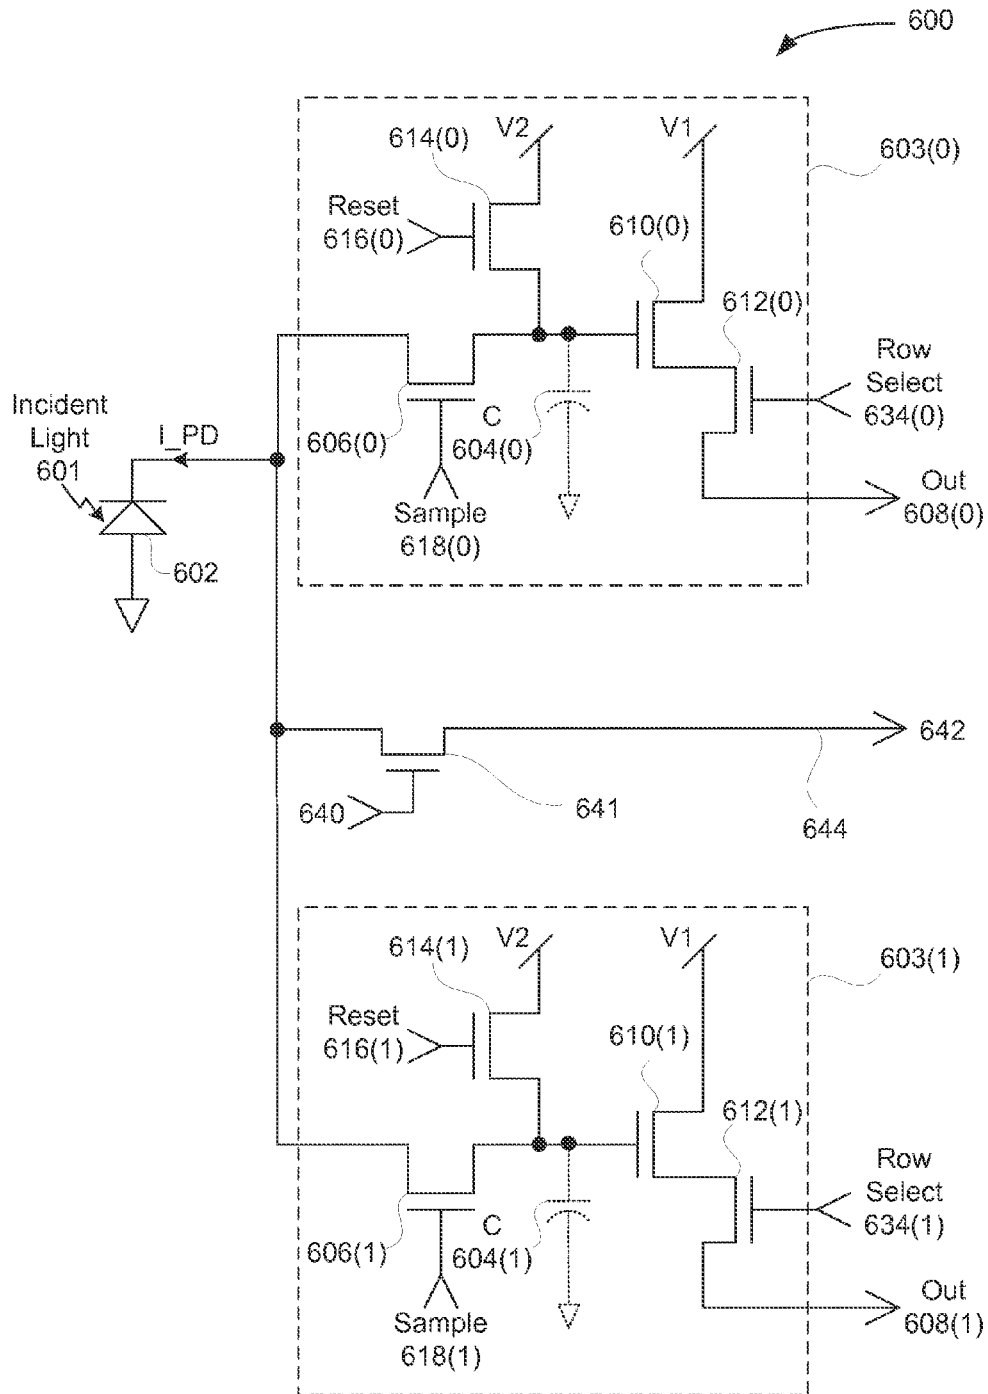 600
V2
V1
614(0)
603(0)
Reset
616(0)
610(0)
612(0)
Row
Select
634(0)
Incident
Light
601
I_PD
606(0)
C
604(0)
Sample
618(0)
Out
608(0)
602
642
640
641
644
V2
V1
614(1)
603(1)
Reset
616(1)
610(1)
612(1)
Row
Select
634(1)
606(1)
C
604(1)
Sample
618(1)
Out
608(1)